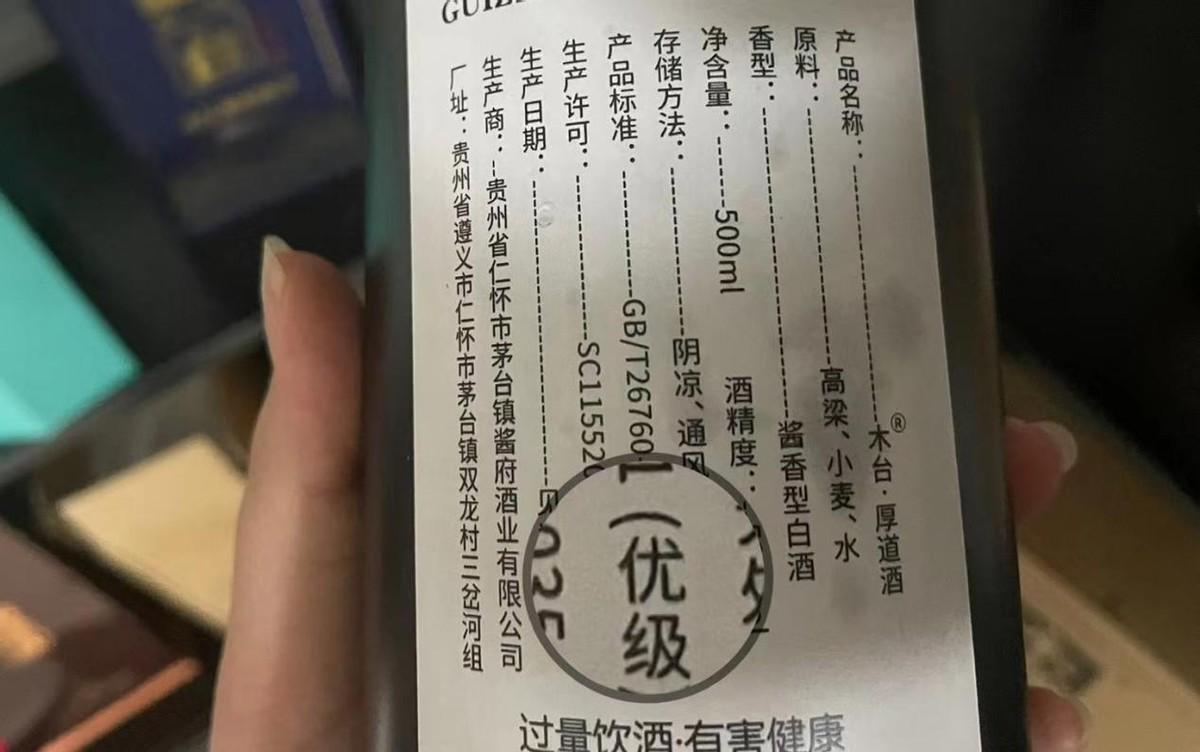 产品名称：木台®·厚道酒
原料：高粱、小麦、水
香型：酱香型白酒
净含量：500ml 酒精度：
存储方法：阴凉、通风
产品标准：GB/T26760
（优级
生产许可：SC11552
生产日期：见
生产商：贵州省仁怀市茅台镇酱府酒业有限公司
厂址：贵州省遵义市仁怀市茅台镇双龙村三岔河组
过量饮酒·有害健康